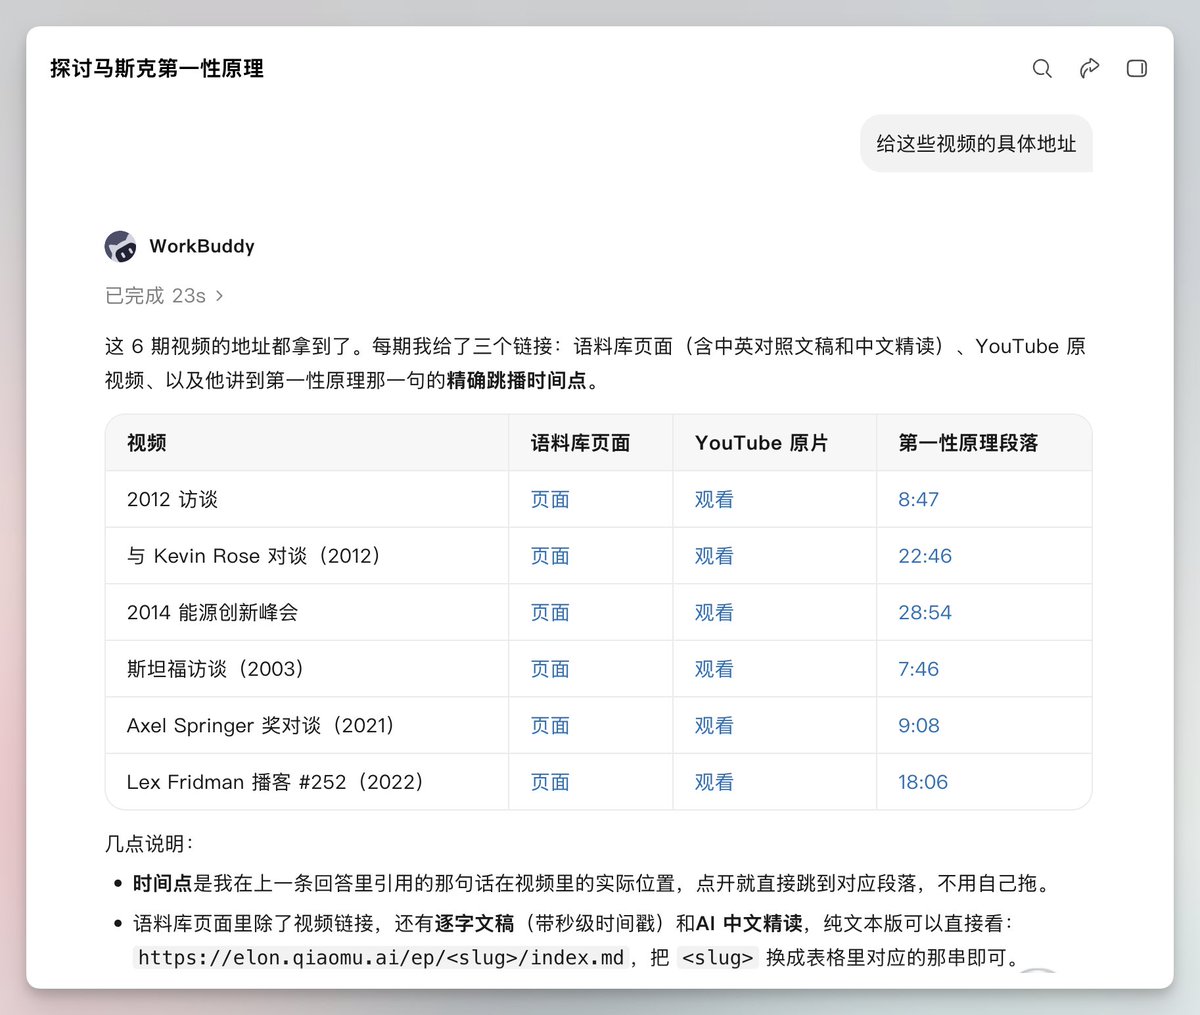 探讨马斯克第一性原理
给这些视频的具体地址
WorkBuddy
已完成 23s >
这 6 期视频的地址都拿到了。每期我给了三个链接：语料库页面（含中英对照文稿和中文精读）、YouTube 原
视频、以及他讲到第一性原理那一句的精确跳播时间点。
视频 语料库页面 YouTube 原片 第一性原理段落
2012 访谈 页面 观看 8:47
与 Kevin Rose 对谈（2012） 页面 观看 22:46
2014 能源创新峰会 页面 观看 28:54
斯坦福访谈（2003） 页面 观看 7:46
Axel Springer 奖对谈（2021） 页面 观看 9:08
Lex Fridman 播客 #252（2022） 页面 观看 18:06
几点说明：
• 时间点是我在上一条回答里引用的那句话在视频里的实际位置，点开就直接跳到对应段落，不用自己拖。
• 语料库页面里除了视频链接，还有逐字文稿（带秒级时间戳）和AI 中文精读，纯文本版可以直接看：
https://elon.qiaomu.ai/ep/<slug>/index.md，把 <slug> 换成表格里对应的那串即可。